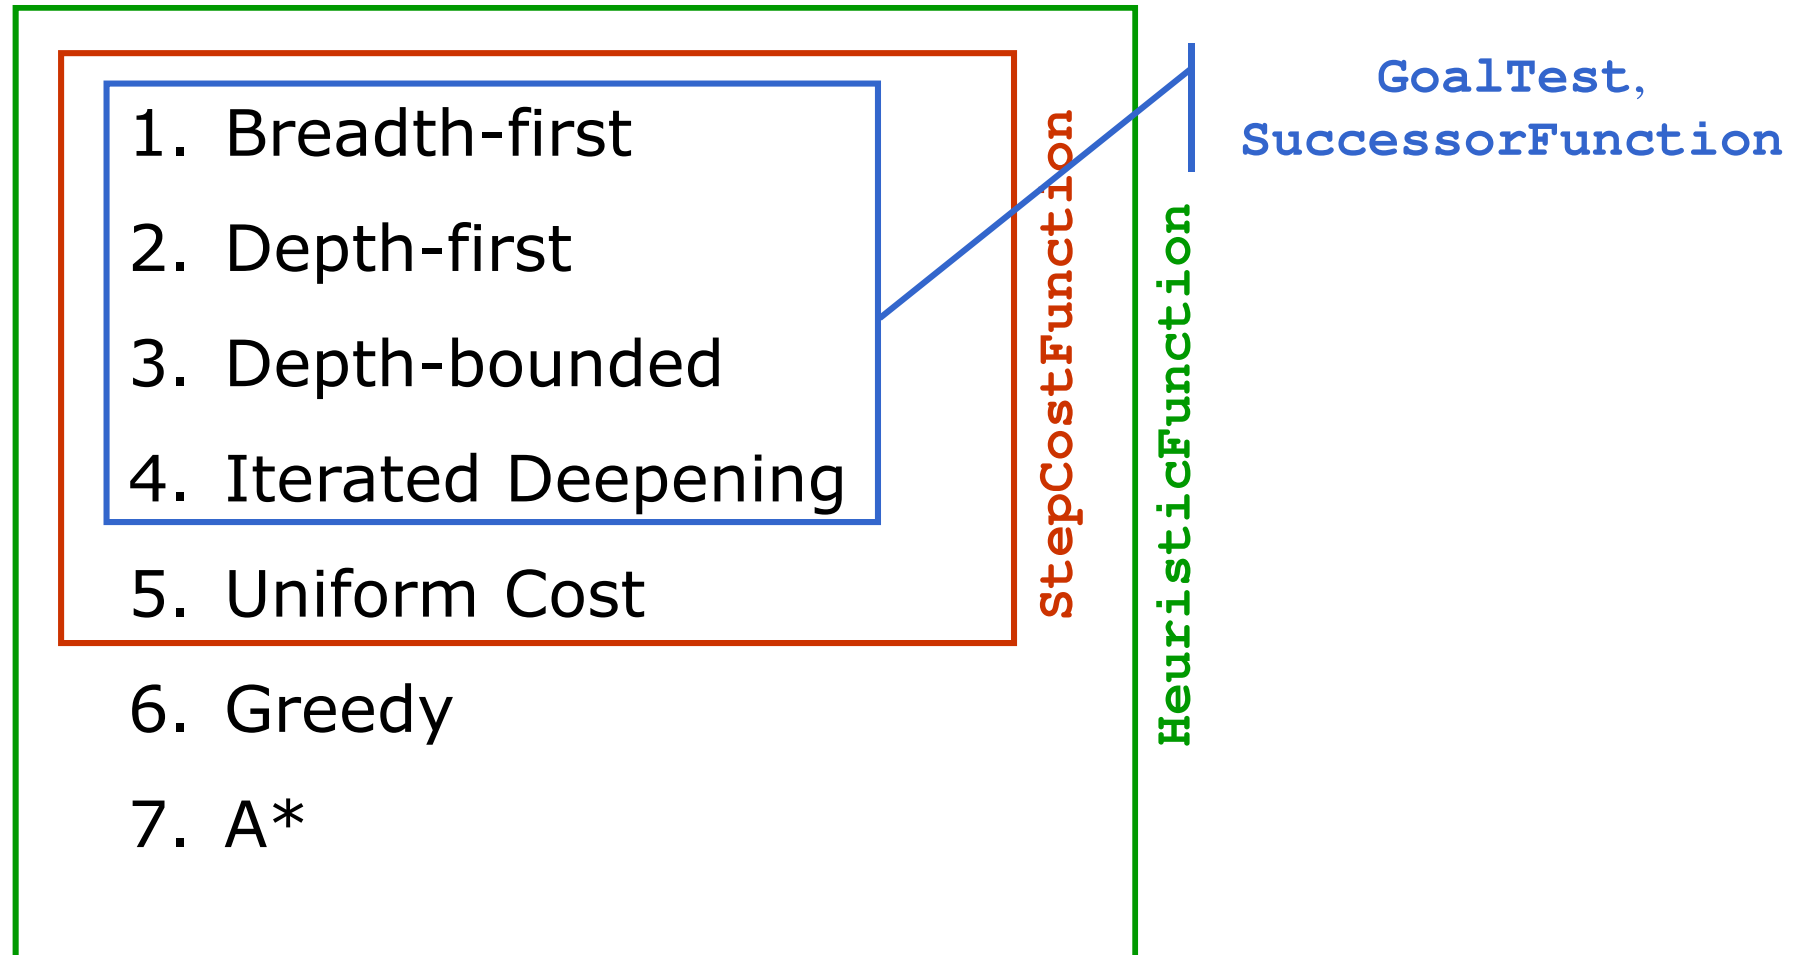 1. Breadth-first
2. Depth-first
3. Depth-bounded
4. Iterated Deepening
5. Uniform Cost
6. Greedy
7. A*
StepCostFunction
HeuristicFunction
GoalTest,
SuccessorFunction